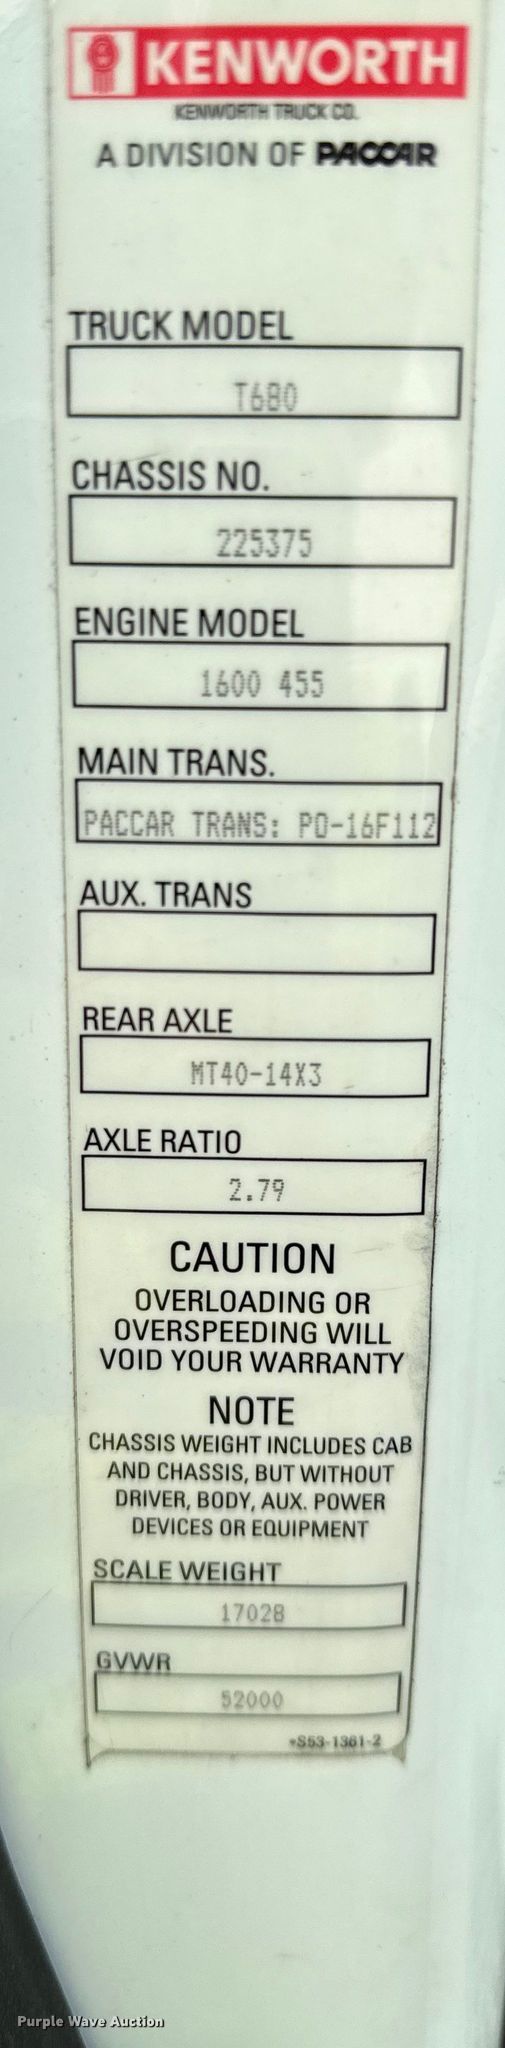 KENWORTH
KENWORTH TRUCK CO.
A DIVISION OF PACCAR
TRUCK MODEL
T680
CHASSIS NO.
225375
ENGINE MODEL
1600 455
MAIN TRANS.
PACCAR TRANS: PO-16F112
AUX. TRANS
REAR AXLE
MT40-14X3
AXLE RATIO
2.79
CAUTION
OVERLOADING OR
OVERSPEEDING WILL
VOID YOUR WARRANTY
NOTE
CHASSIS WEIGHT INCLUDES CAB
AND CHASSIS, BUT WITHOUT
DRIVER, BODY, AUX. POWER
DEVICES OR EQUIPMENT
SCALE WEIGHT
17028
GVWR
52000
*S53-1361-2
Purple Wave Auction